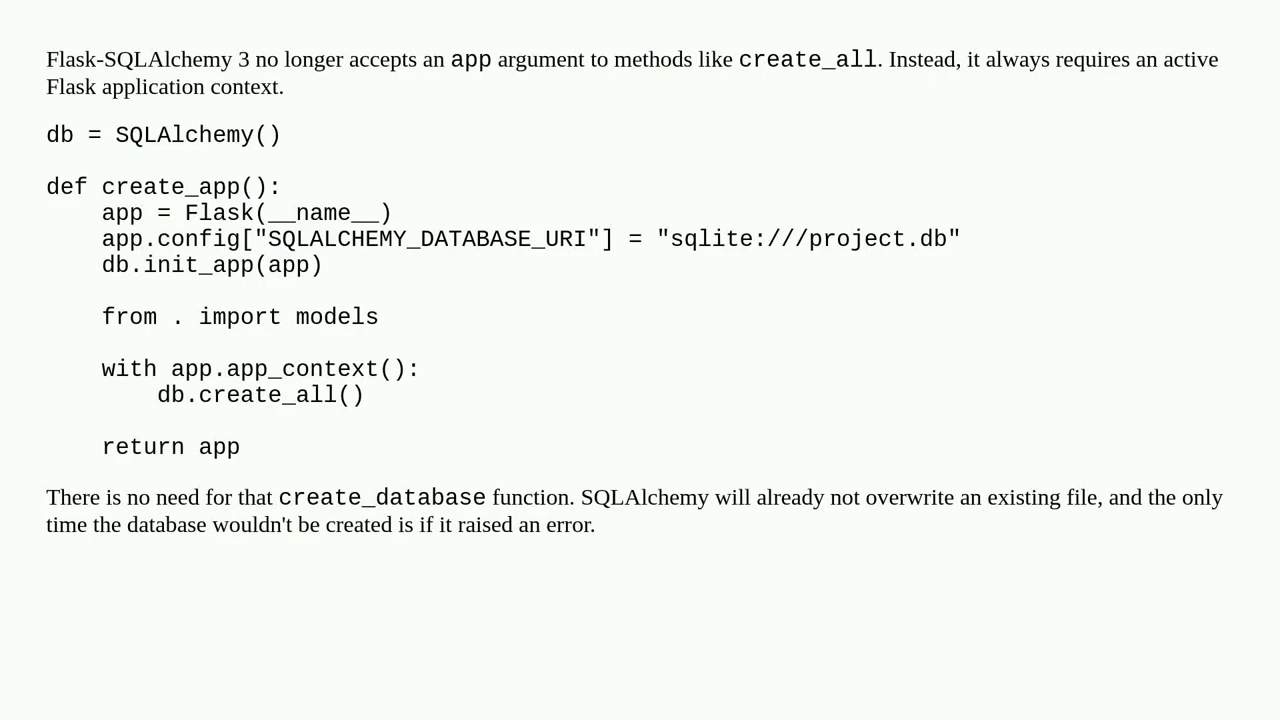 Flask-SQLAlchemy 3 no longer accepts an app argument to methods like create_all. Instead, it always requires an active
Flask application context.
db = SQLAlchemy()
def create_app():
    app = Flask(__name__)
    app.config["SQLALCHEMY_DATABASE_URI"] = "sqlite:///project.db"
    db.init_app(app)
    from . import models
    with app.app_context():
        db.create_all()
    return app
There is no need for that create_database function. SQLAlchemy will already not overwrite an existing file, and the only
time the database wouldn't be created is if it raised an error.